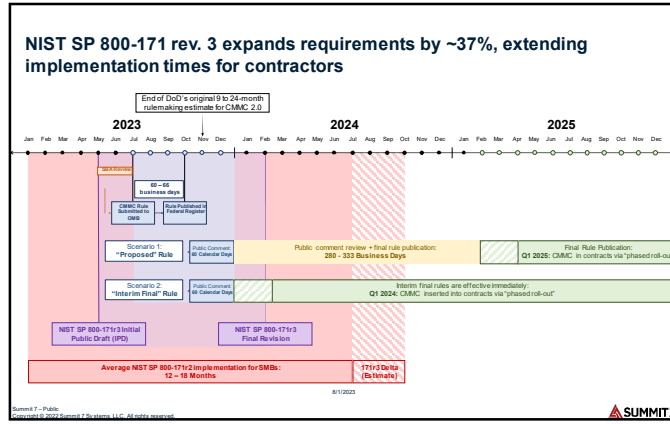 NIST SP 800-171 rev. 3 expands requirements by ~37%, extending
implementation times for contractors
End of DoD's original 9 to 24-month
rulemaking estimate for CMMC 2.0
2023
2024
2025
Jan Feb Mar Apr May Jun Jul Aug Sep Oct Nov Dec Jan Feb Mar Apr May Jun Jul Aug Sep Oct Nov Dec Jan Feb Mar Apr May Jun Jul Aug Sep Oct Nov Dec
SBA Review
60 – 66
business days
CMMC Rule
Submitted to
OMB
Rule Published in
Federal Register
Scenario 1:
"Proposed" Rule
Public Comment:
60 Calendar Days
Public comment review + final rule publication:
280 - 333 Business Days
Final Rule Publication:
Q1 2025: CMMC in contracts via "phased roll-out
Scenario 2:
"Interim Final" Rule
Public Comment:
60 Calendar Days
Interim final rules are effective immediately:
Q1 2024: CMMC inserted into contracts via "phased roll-out"
NIST SP 800-171r3 Initial
Public Draft (IPD)
NIST SP 800-171r3
Final Revision
Average NIST SP 800-171r2 implementation for SMBs:
12 – 18 Months
171r3 Delta
(Estimate)
8/1/2023
Summit 7 – Public
Copyright © 2022 Summit 7 Systems, LLC. All rights reserved.
SUMMIT